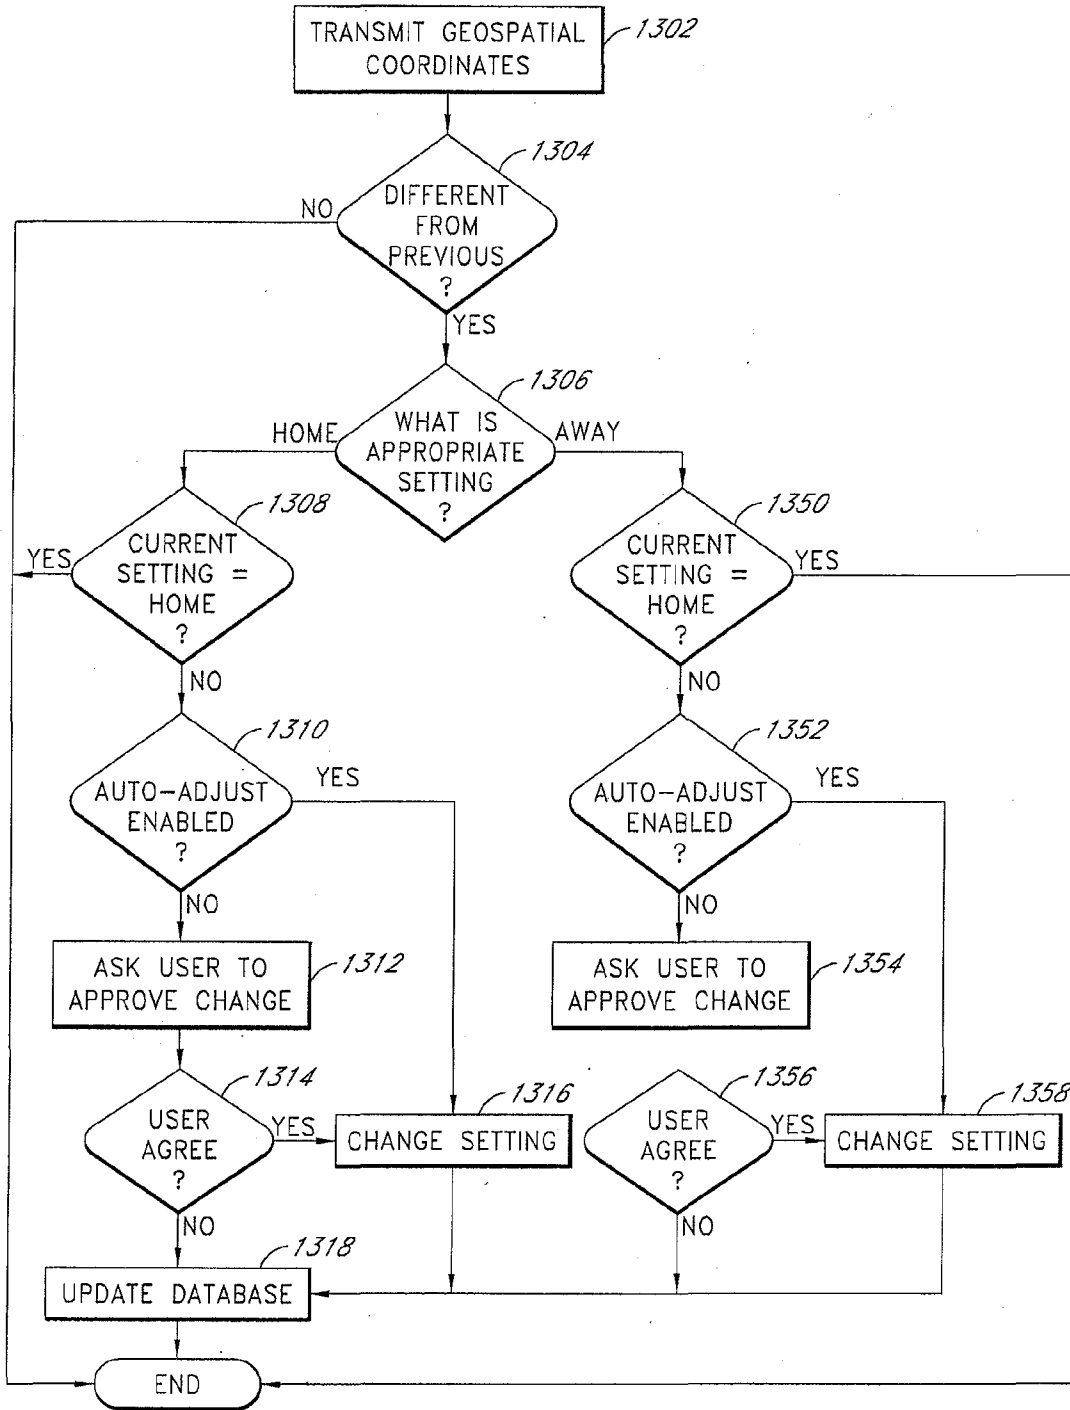 TRANSMIT GEOSPATIAL
COORDINATES
1302
DIFFERENT
FROM
PREVIOUS
?
1304
NO
YES
WHAT IS
APPROPRIATE
SETTING
?
1306
HOME
AWAY
CURRENT
SETTING =
HOME
?
1308
YES
NO
CURRENT
SETTING =
HOME
?
1350
YES
NO
AUTO-ADJUST
ENABLED
?
1310
YES
NO
AUTO-ADJUST
ENABLED
?
1352
YES
NO
ASK USER TO
APPROVE CHANGE
1312
ASK USER TO
APPROVE CHANGE
1354
USER
AGREE
?
1314
YES
NO
CHANGE SETTING
1316
USER
AGREE
?
1356
YES
NO
CHANGE SETTING
1358
UPDATE DATABASE
1318
END